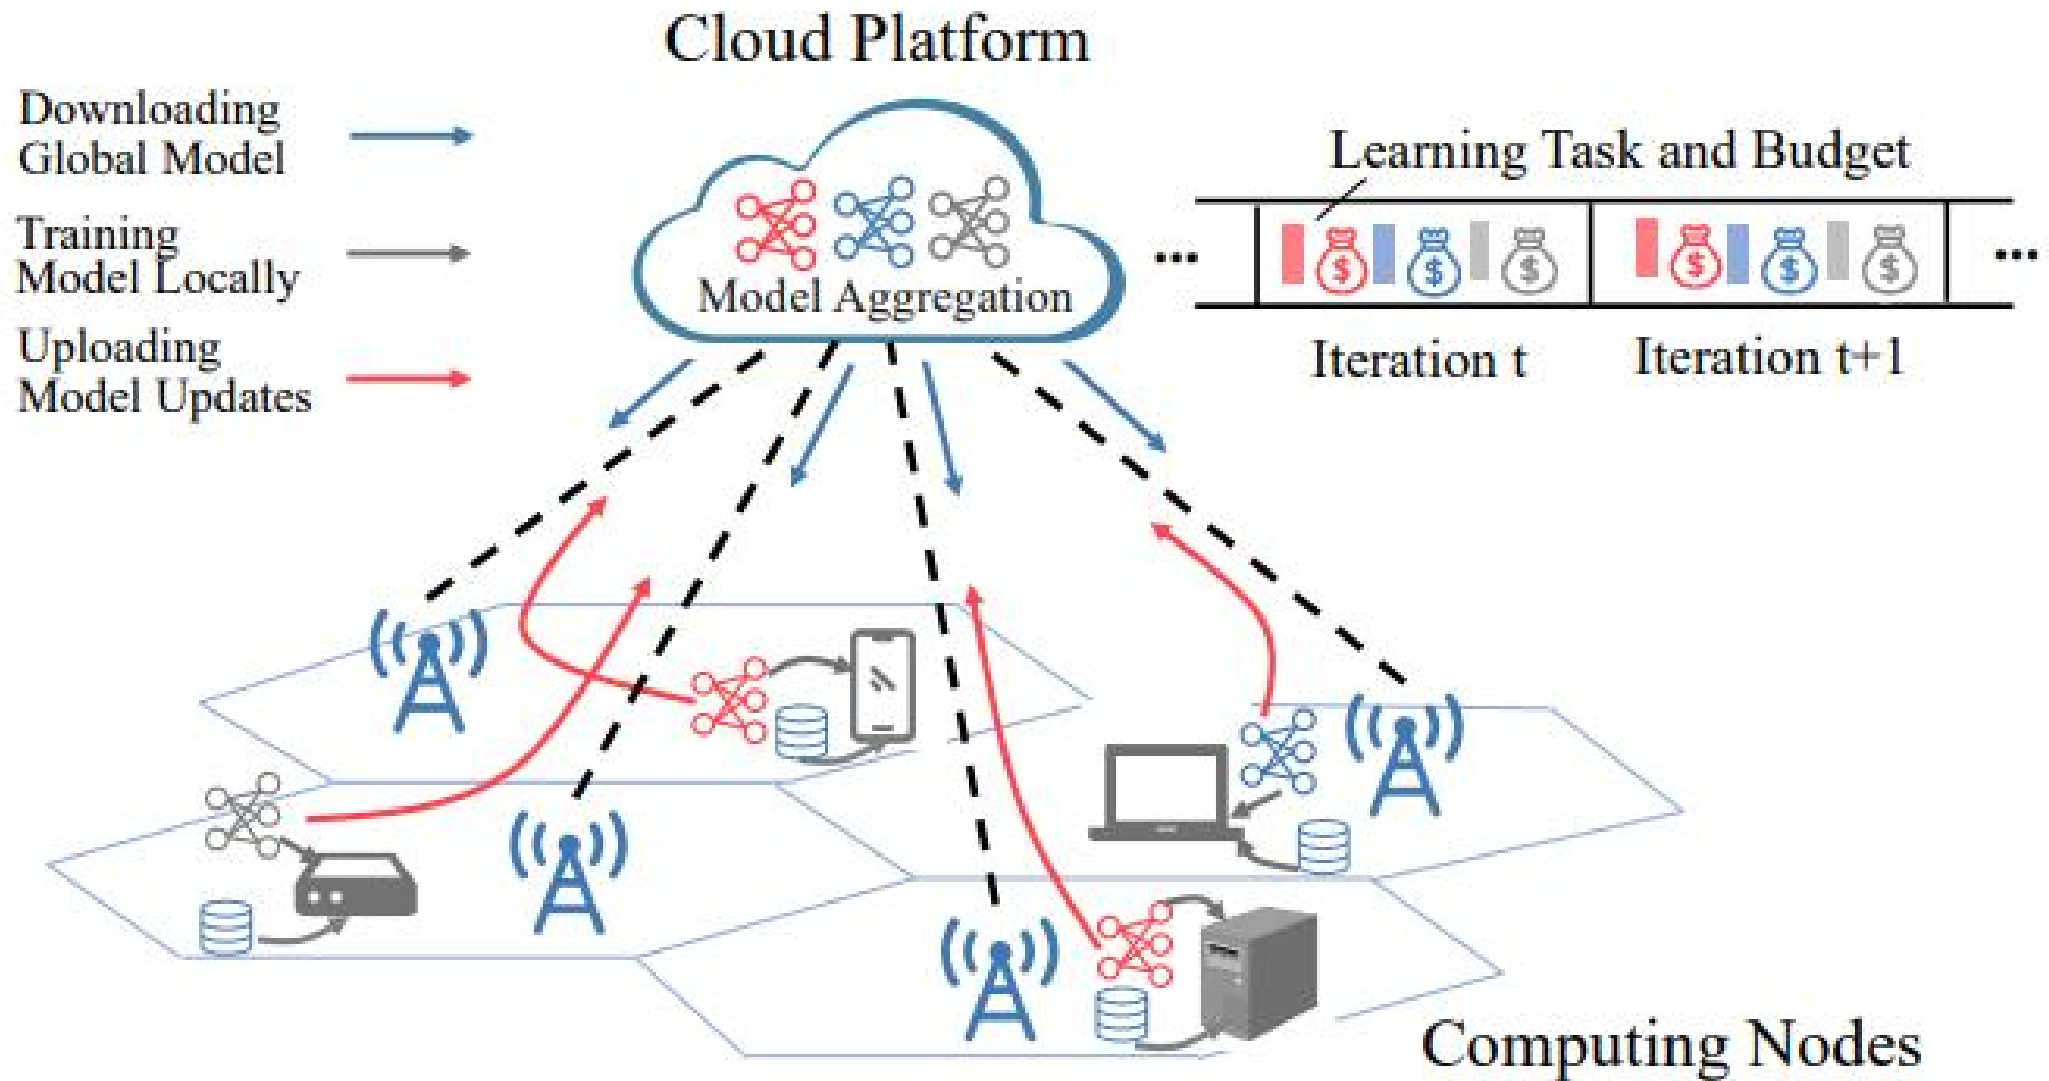 Cloud Platform
Downloading
Global Model
Training
Model Locally
Uploading
Model Updates
Model Aggregation
Learning Task and Budget
...
$ $ $
$ $ $
...
Iteration t
Iteration t+1
Computing Nodes